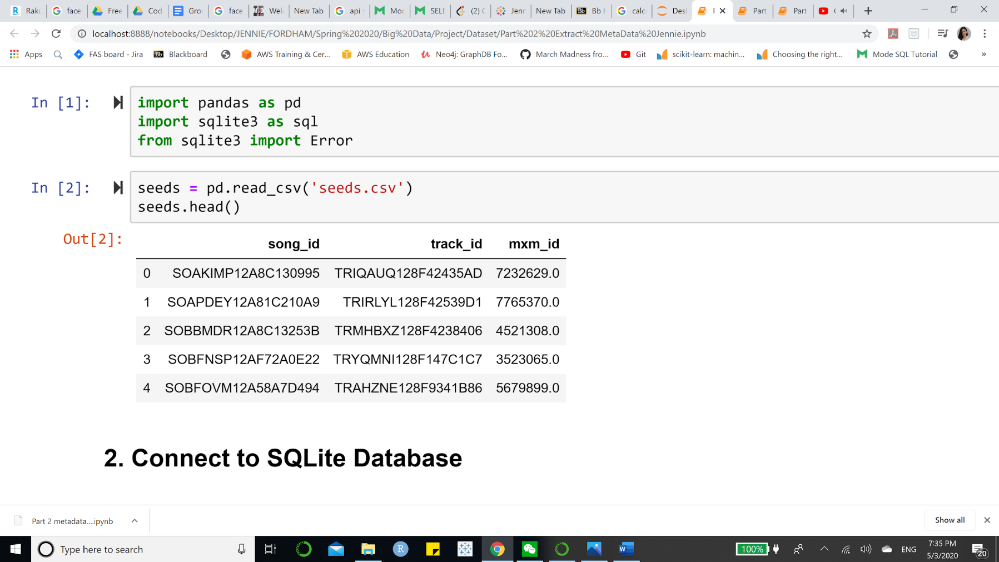 Rak
face
Free
Cod
Gro
face
Wel
New Tab
api
Moc
SELE
(2)
Jenn
New Tab
Bb
calc
Desl
Part
Part
localhost:8888/notebooks/Desktop/JENNIE/FORDHAM/Spring%202020/Big%20Data/Project/Dataset/Part%202%20Extract%20MetaData%20Jennie.ipynb
Apps
FAS board - Jira
Bb Blackboard
AWS Training & Cer...
AWS Education
Neo4j: GraphDB Fo...
March Madness fro...
Git
scikit-learn: machin...
Choosing the right...
Mode SQL Tutorial
»
In [1]:
import pandas as pd
import sqlite3 as sql
from sqlite3 import Error
In [2]:
seeds = pd.read_csv('seeds.csv')
seeds.head()
Out[2]:
song_id track_id mxm_id
0 SOAKIMP12A8C130995 TRIQAUQ128F42435AD 7232629.0
1 SOAPDEY12A81C210A9 TRIRLYL128F42539D1 7765370.0
2 SOBBMDR12A8C13253B TRMHBXZ128F4238406 4521308.0
3 SOBFNSP12AF72A0E22 TRYQMNI128F147C1C7 3523065.0
4 SOBFOVM12A58A7D494 TRAHZNE128F9341B86 5679899.0
2. Connect to SQLite Database
Part 2 metadata....ipynb
Show all
Type here to search
100%
ENG
7:35 PM
5/3/2020
20